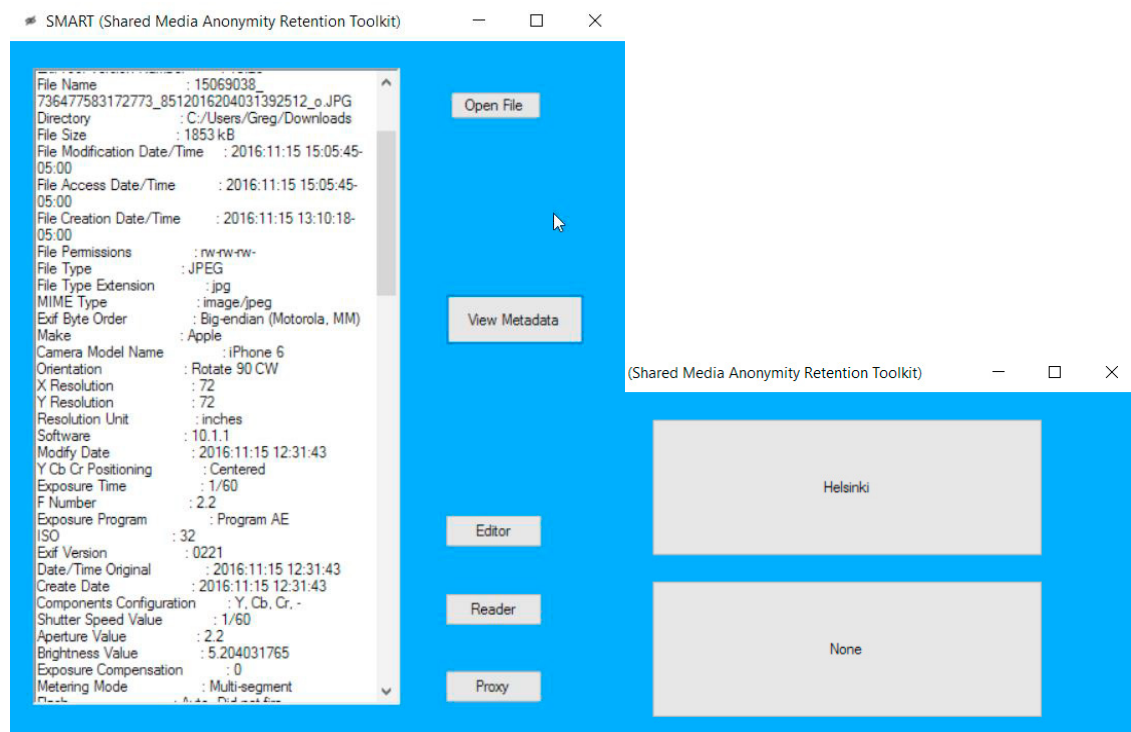 SMART (Shared Media Anonymity Retention Toolkit)
File Name : 15069038_
736477583172773_8512016204031392512_o.JPG
Directory : C:/Users/Greg/Downloads
File Size : 1853 kB
File Modification Date/Time : 2016:11:15 15:05:45-
05:00
File Access Date/Time : 2016:11:15 15:05:45-
05:00
File Creation Date/Time : 2016:11:15 13:10:18-
05:00
File Permissions : rw-rw-rw-
File Type : JPEG
File Type Extension : jpg
MIME Type : image/jpeg
Exif Byte Order : Big-endian (Motorola, MM)
Make : Apple
Camera Model Name : iPhone 6
Orientation : Rotate 90 CW
X Resolution : 72
Y Resolution : 72
Resolution Unit : inches
Software : 10.1.1
Modify Date : 2016:11:15 12:31:43
Y Cb Cr Positioning : Centered
Exposure Time : 1/60
F Number : 2.2
Exposure Program : Program AE
ISO : 32
Exif Version : 0221
Date/Time Original : 2016:11:15 12:31:43
Create Date : 2016:11:15 12:31:43
Components Configuration : Y, Cb, Cr, -
Shutter Speed Value : 1/60
Aperture Value : 2.2
Brightness Value : 5.204031765
Exposure Compensation : 0
Metering Mode : Multi-segment
Flash : Auto, Did not fire
Open File
View Metadata
Editor
Reader
Proxy
(Shared Media Anonymity Retention Toolkit)
Helsinki
None